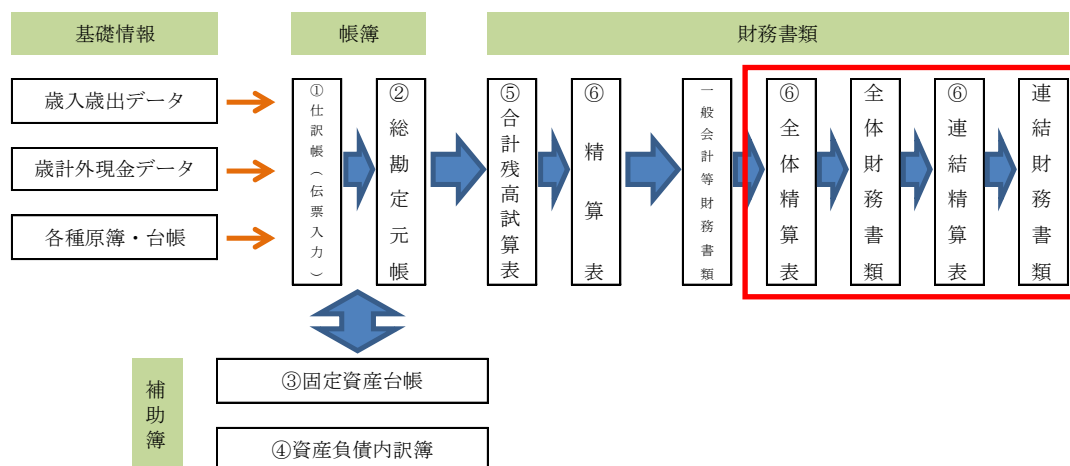 基礎情報
帳簿
財務書類
歳入歳出データ
歳計外現金データ
各種原簿・台帳
①仕訳帳（伝票入力）
②総勘定元帳
⑤合計残高試算表
⑥精算表
一般会計等財務書類
⑥全体精算表
全体財務書類
⑥連結精算表
連結財務書類
補助簿
③固定資産台帳
④資産負債内訳簿